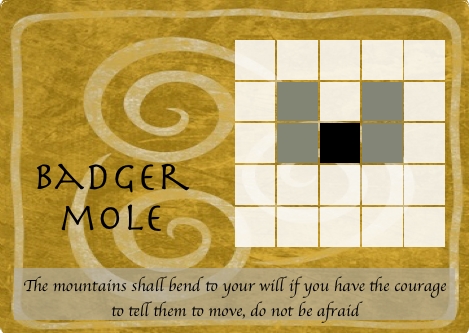 BADGER
MOLE
The mountains shall bend to your will if you have the courage
to tell them to move, do not be afraid